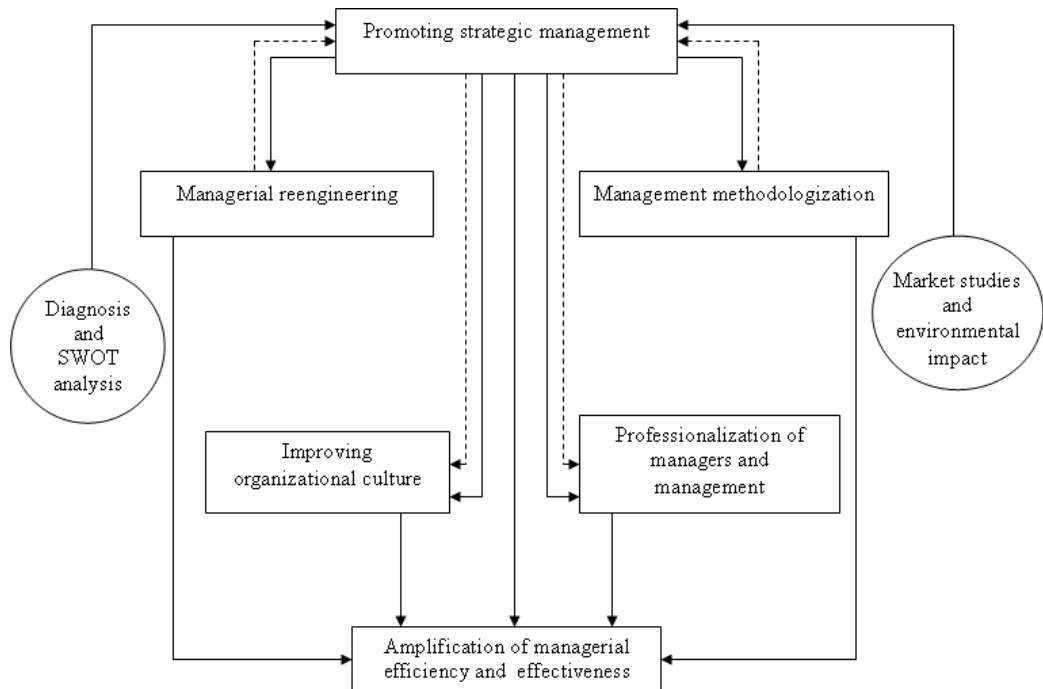 Promoting strategic management
Managerial reengineering
Management methodologization
Diagnosis
and
SWOT
analysis
Market studies
and
environmental
impact
Improving
organizational culture
Professionalization of
managers and
management
Amplification of managerial
efficiency and effectiveness